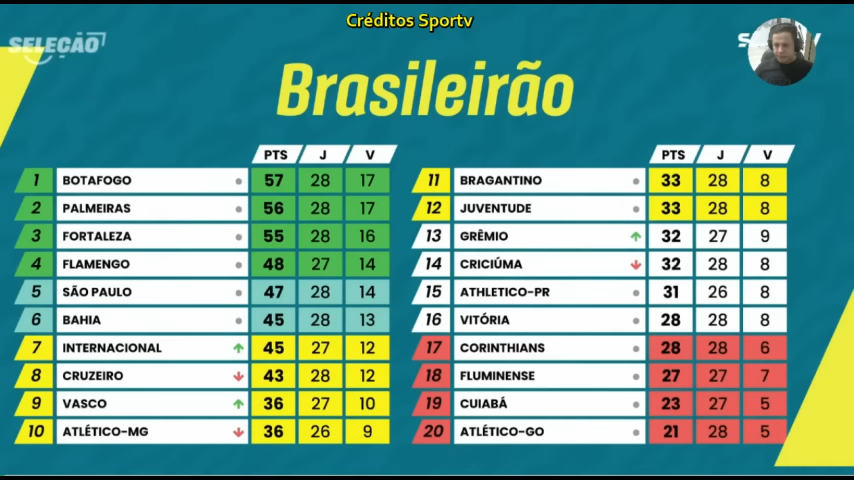 Créditos Sportv
SELEÇÃO
Brasileirão
PTS J V
1 BOTAFOGO 57 28 17
2 PALMEIRAS 56 28 17
3 FORTALEZA 55 28 16
4 FLAMENGO 48 27 14
5 SÃO PAULO 47 28 14
6 BAHIA 45 28 13
7 INTERNACIONAL 45 27 12
8 CRUZEIRO 43 28 12
9 VASCO 36 27 10
10 ATLÉTICO-MG 36 26 9
PTS J V
11 BRAGANTINO 33 28 8
12 JUVENTUDE 33 28 8
13 GRÊMIO 32 27 9
14 CRICIÚMA 32 28 8
15 ATHLETICO-PR 31 26 8
16 VITÓRIA 28 28 8
17 CORINTHIANS 28 28 6
18 FLUMINENSE 27 27 7
19 CUIABÁ 23 27 5
20 ATLÉTICO-GO 21 28 5